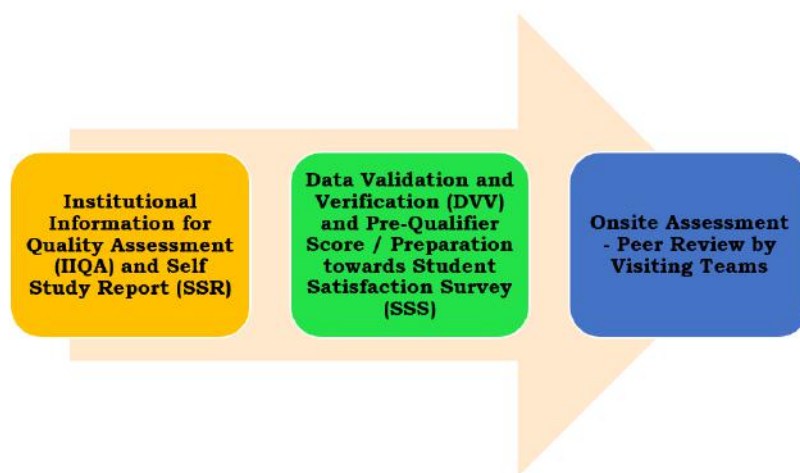 Institutional
Information for
Quality Assessment
(IIQA) and Self
Study Report (SSR)
Data Validation and
Verification (DVV)
and Pre-Qualifier
Score / Preparation
towards Student
Satisfaction Survey
(SSS)
Onsite Assessment
- Peer Review by
Visiting Teams